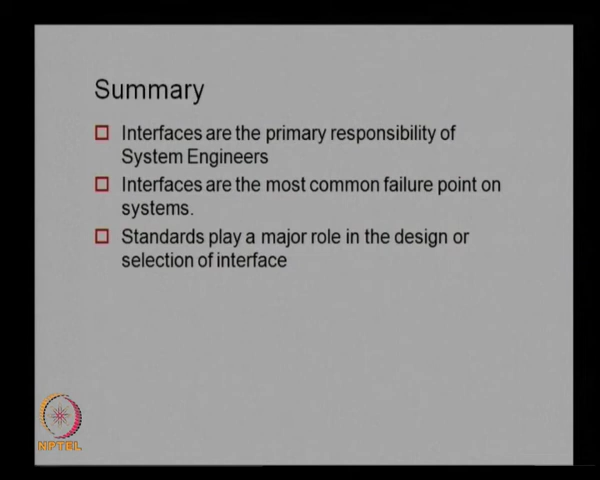 Summary
Interfaces are the primary responsibility of
System Engineers
Interfaces are the most common failure point on
systems.
Standards play a major role in the design or
selection of interface
NPTEL